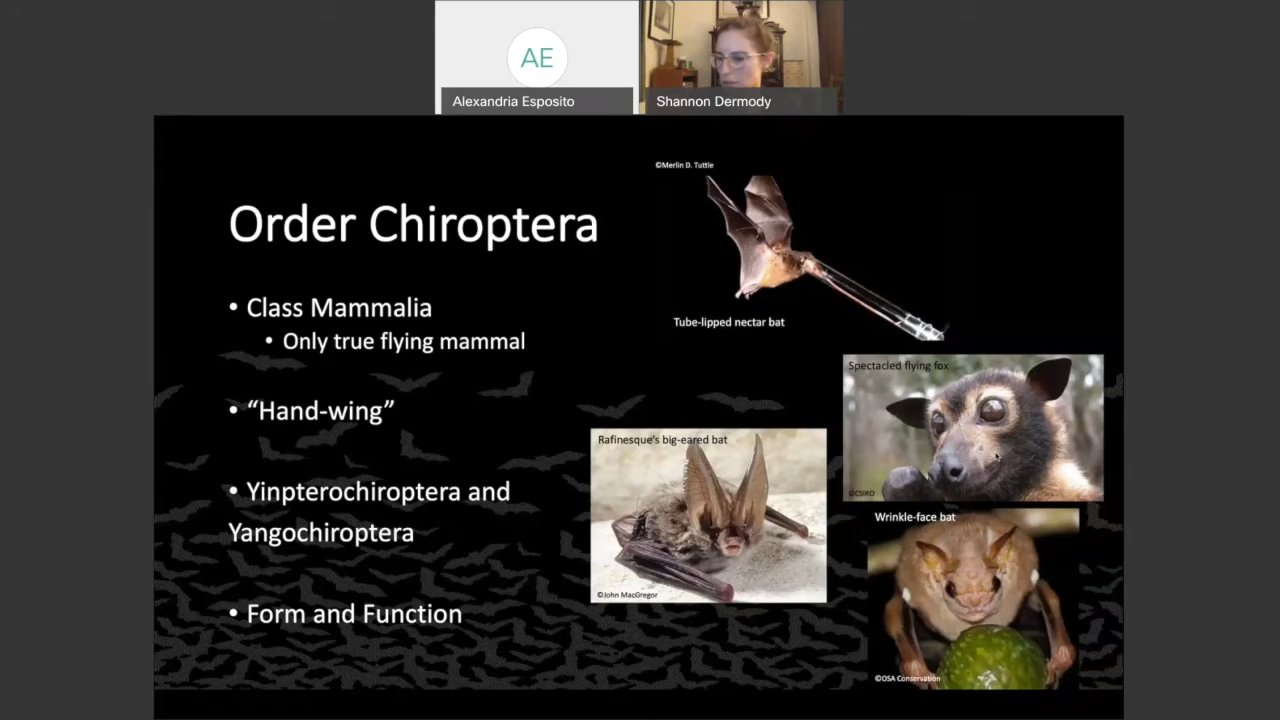 AE
Alexandria Esposito
Shannon Dermody
©Merlin D. Tuttle
Order Chiroptera
Tube-lipped nectar bat
• Class Mammalia
• Only true flying mammal
• “Hand-wing”
• Yinpterochiroptera and
Yangochiroptera
• Form and Function
Spectacled flying fox
©CSIRO
Rafinesque’s big-eared bat
©John MacGregor
Wrinkle-face bat
©OSA Conservation